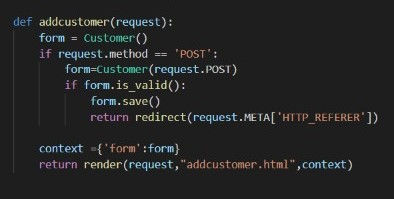 def addcustomer(request):
    form = Customer()
    if request.method == 'POST':
        form=Customer(request.POST)
        if form.is_valid():
            form.save()
            return redirect(request.META['HTTP_REFERER'])
    context ={'form':form}
    return render(request,"addcustomer.html",context)